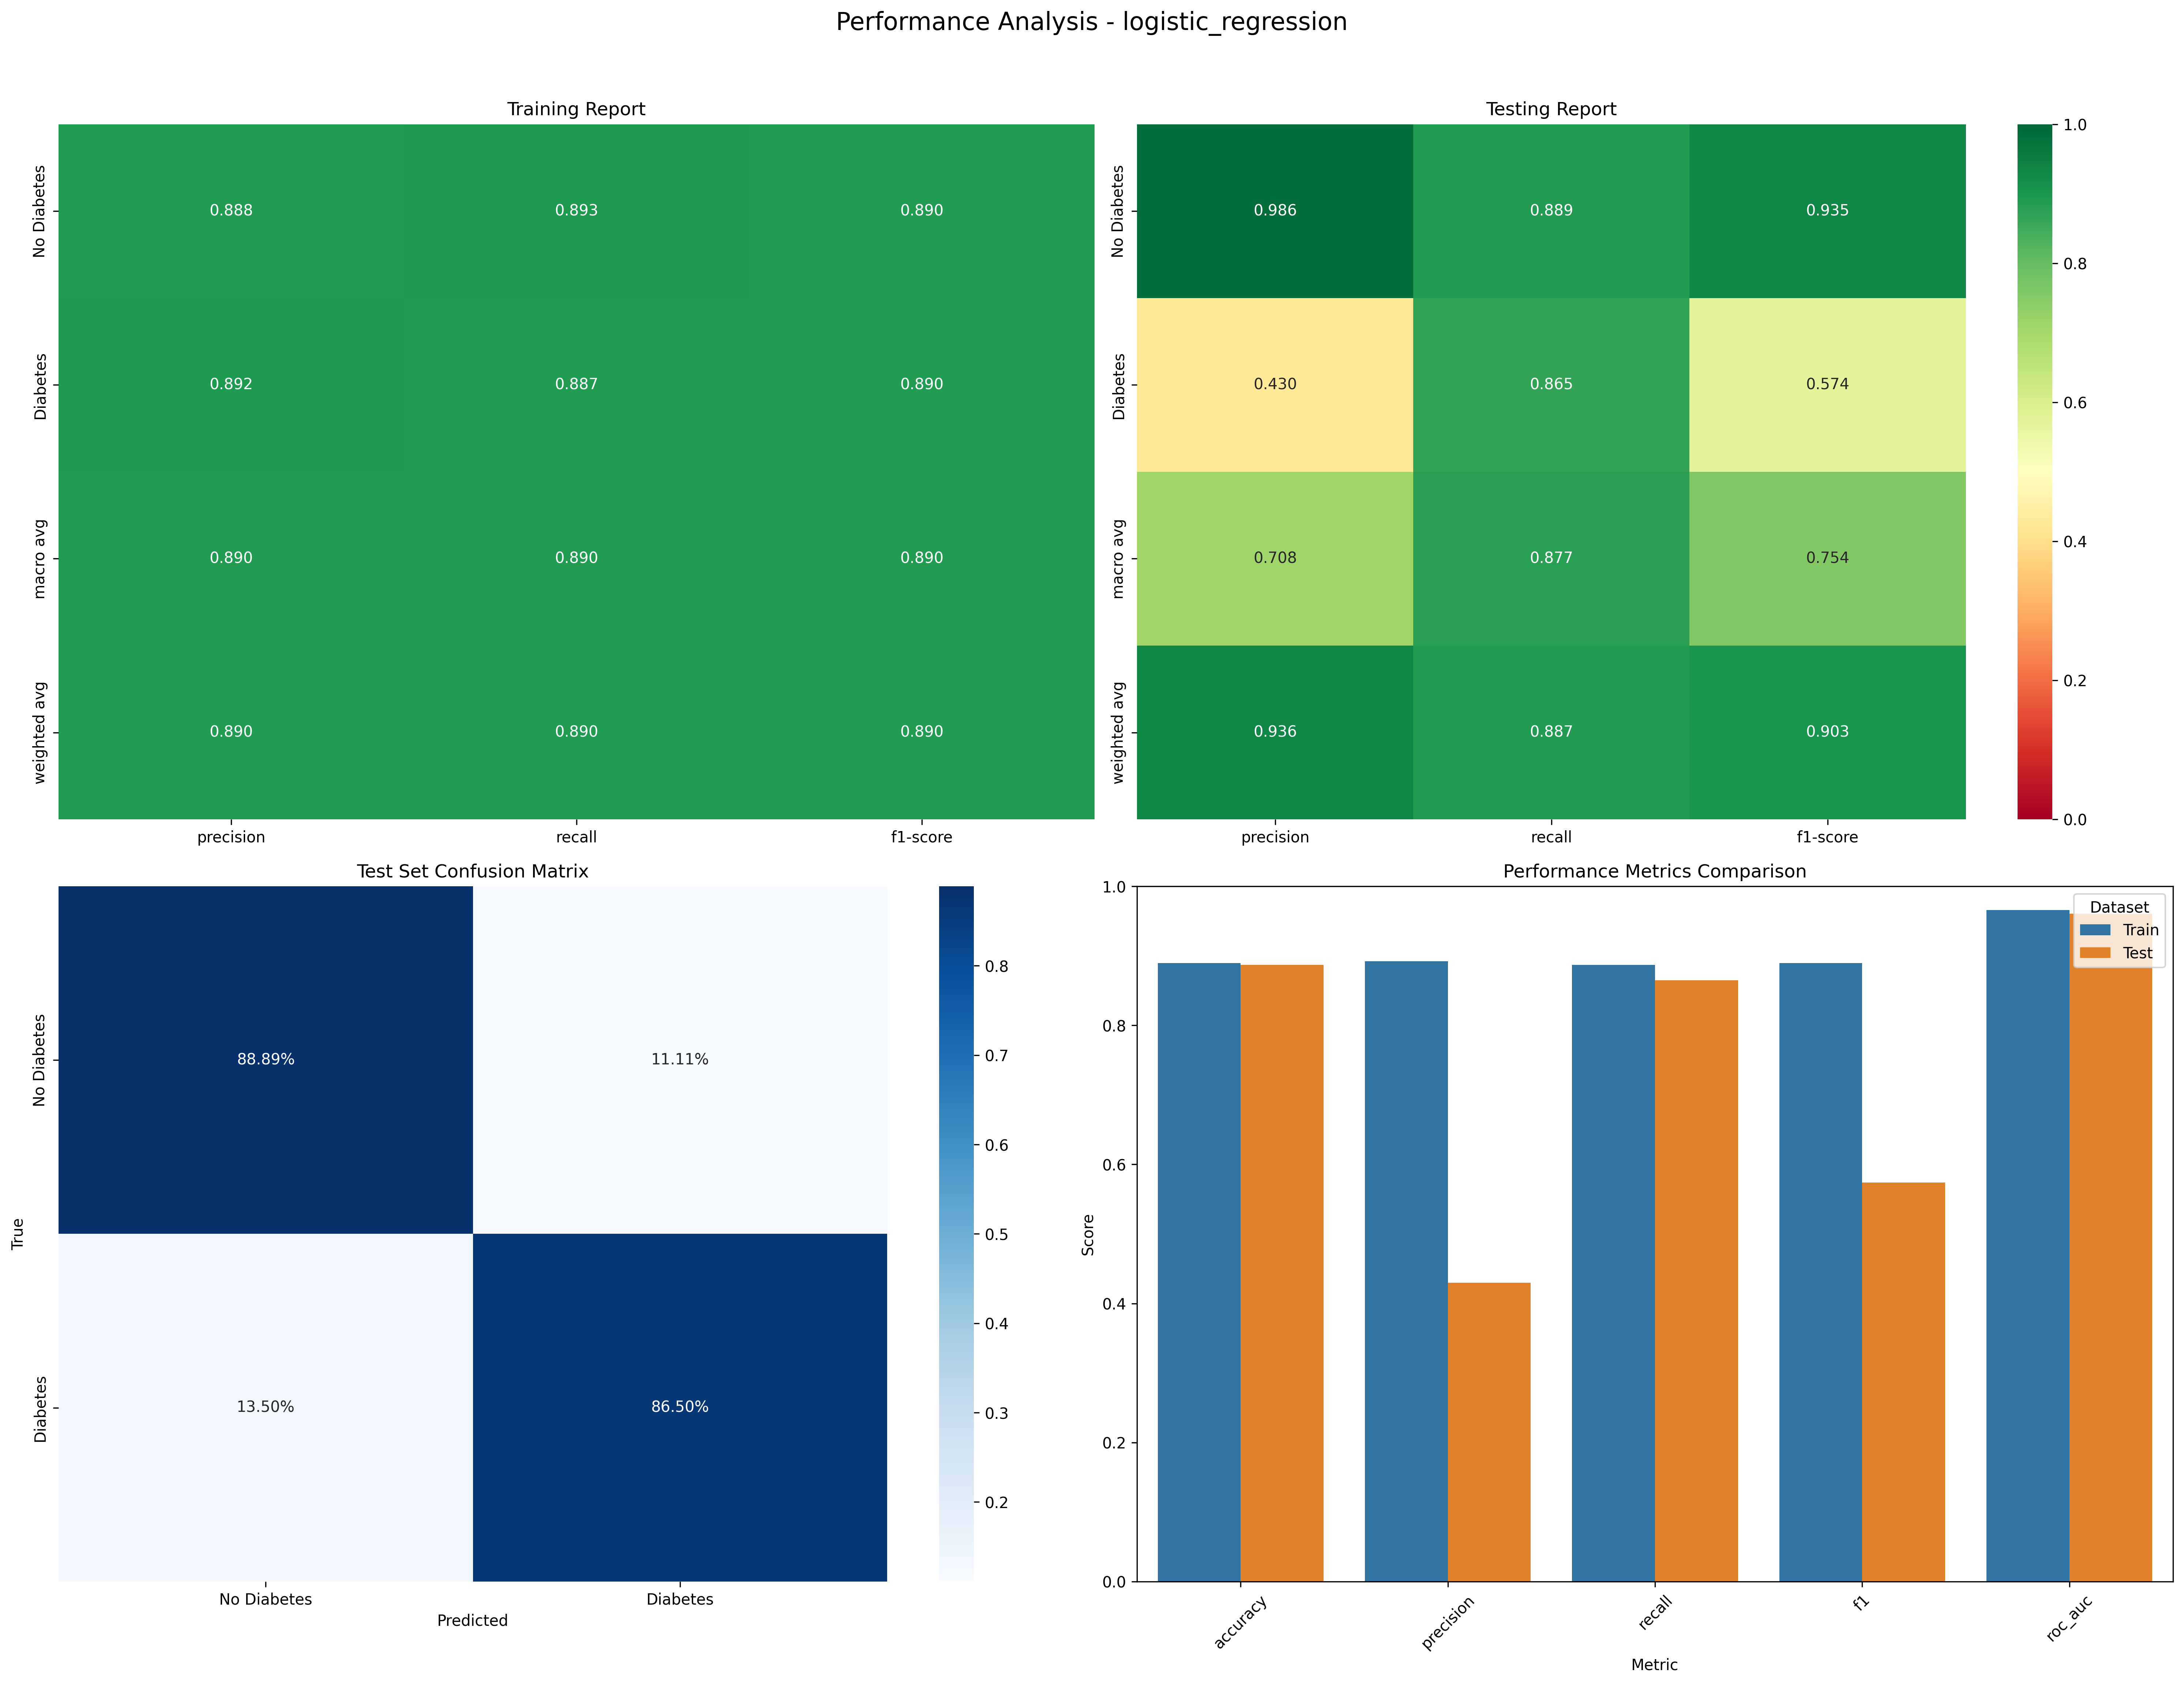 Performance Analysis - logistic_regression
Training Report
No Diabetes
0.888 0.893 0.890
Diabetes
0.892 0.887 0.890
macro avg
0.890 0.890 0.890
weighted avg
0.890 0.890 0.890
precision recall f1-score
Testing Report
No Diabetes
0.986 0.889 0.935
Diabetes
0.430 0.865 0.574
macro avg
0.708 0.877 0.754
weighted avg
0.936 0.887 0.903
precision recall f1-score
1.0
0.8
0.6
0.4
0.2
0.0
Test Set Confusion Matrix
True
No Diabetes
88.89% 11.11%
Diabetes
13.50% 86.50%
No Diabetes Diabetes
Predicted
0.8
0.7
0.6
0.5
0.4
0.3
0.2
Performance Metrics Comparison
Score
1.0
0.8
0.6
0.4
0.2
0.0
Dataset
Train
Test
accuracy precision recall f1 roc_auc
Metric